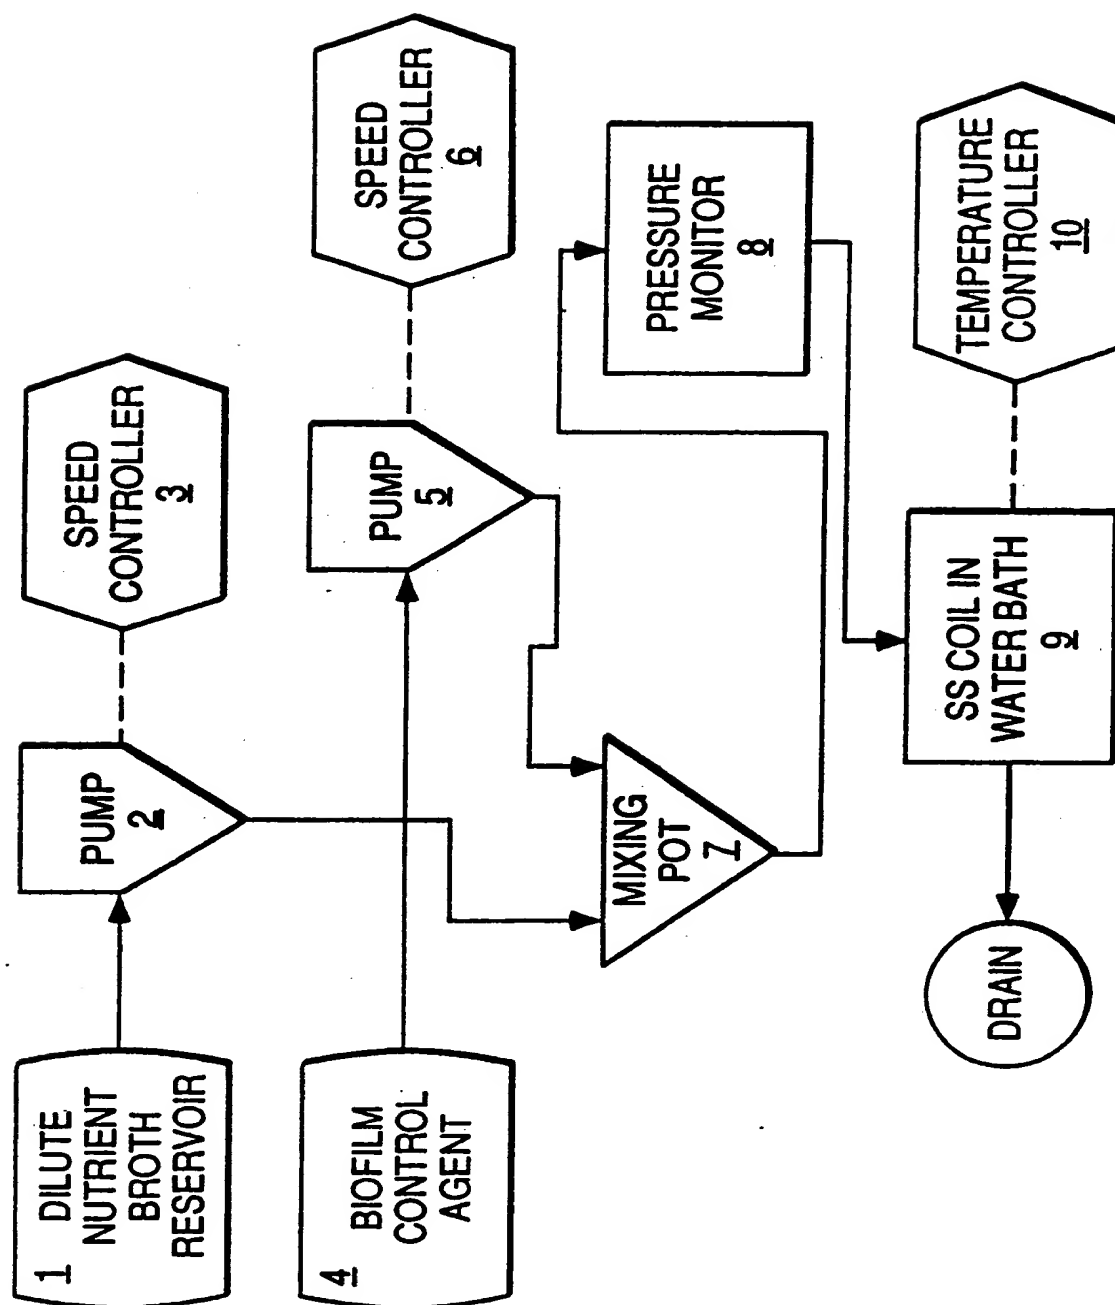 1 DILUTE
NUTRIENT
BROTH
RESERVOIR
PUMP
2
SPEED
CONTROLLER
3
4 BIOFILM
CONTROL
AGENT
PUMP
5
SPEED
CONTROLLER
6
MIXING
POT
7
PRESSURE
MONITOR
8
DRAIN
SS COIL IN
WATER BATH
9
TEMPERATURE
CONTROLLER
10